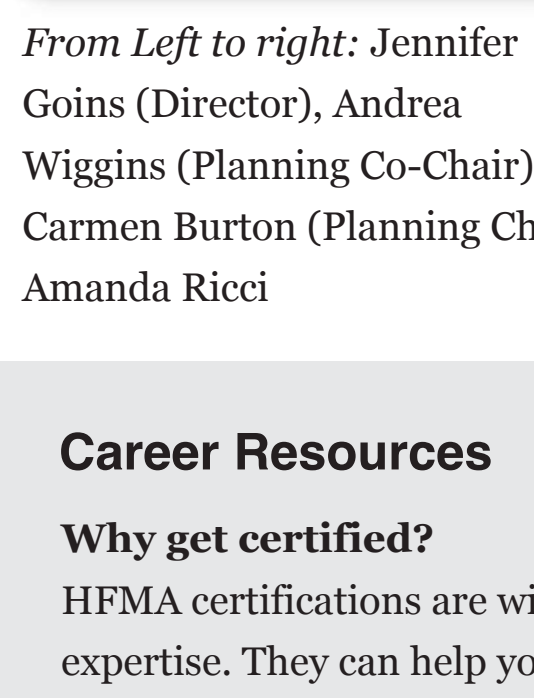 From Left to right: Jennifer
Goins (Director), Andrea
Wiggins (Planning Co-Chair)
Carmen Burton (Planning
Amanda Ricci
Career Resources
Why get certified?
HFMA certifications are
expertise. They can help